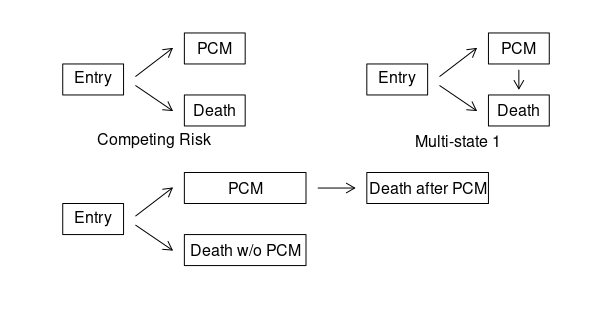 PCM
Entry
Death
Competing Risk
PCM
Entry
Death
Multi-state 1
PCM
Death after PCM
Entry
Death w/o PCM